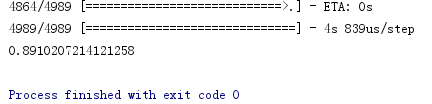 4864/4989 [============================>.] - ETA: 0s
4989/4989 [==============================] - 4s 839us/step
0.8910207214121258
Process finished with exit code 0